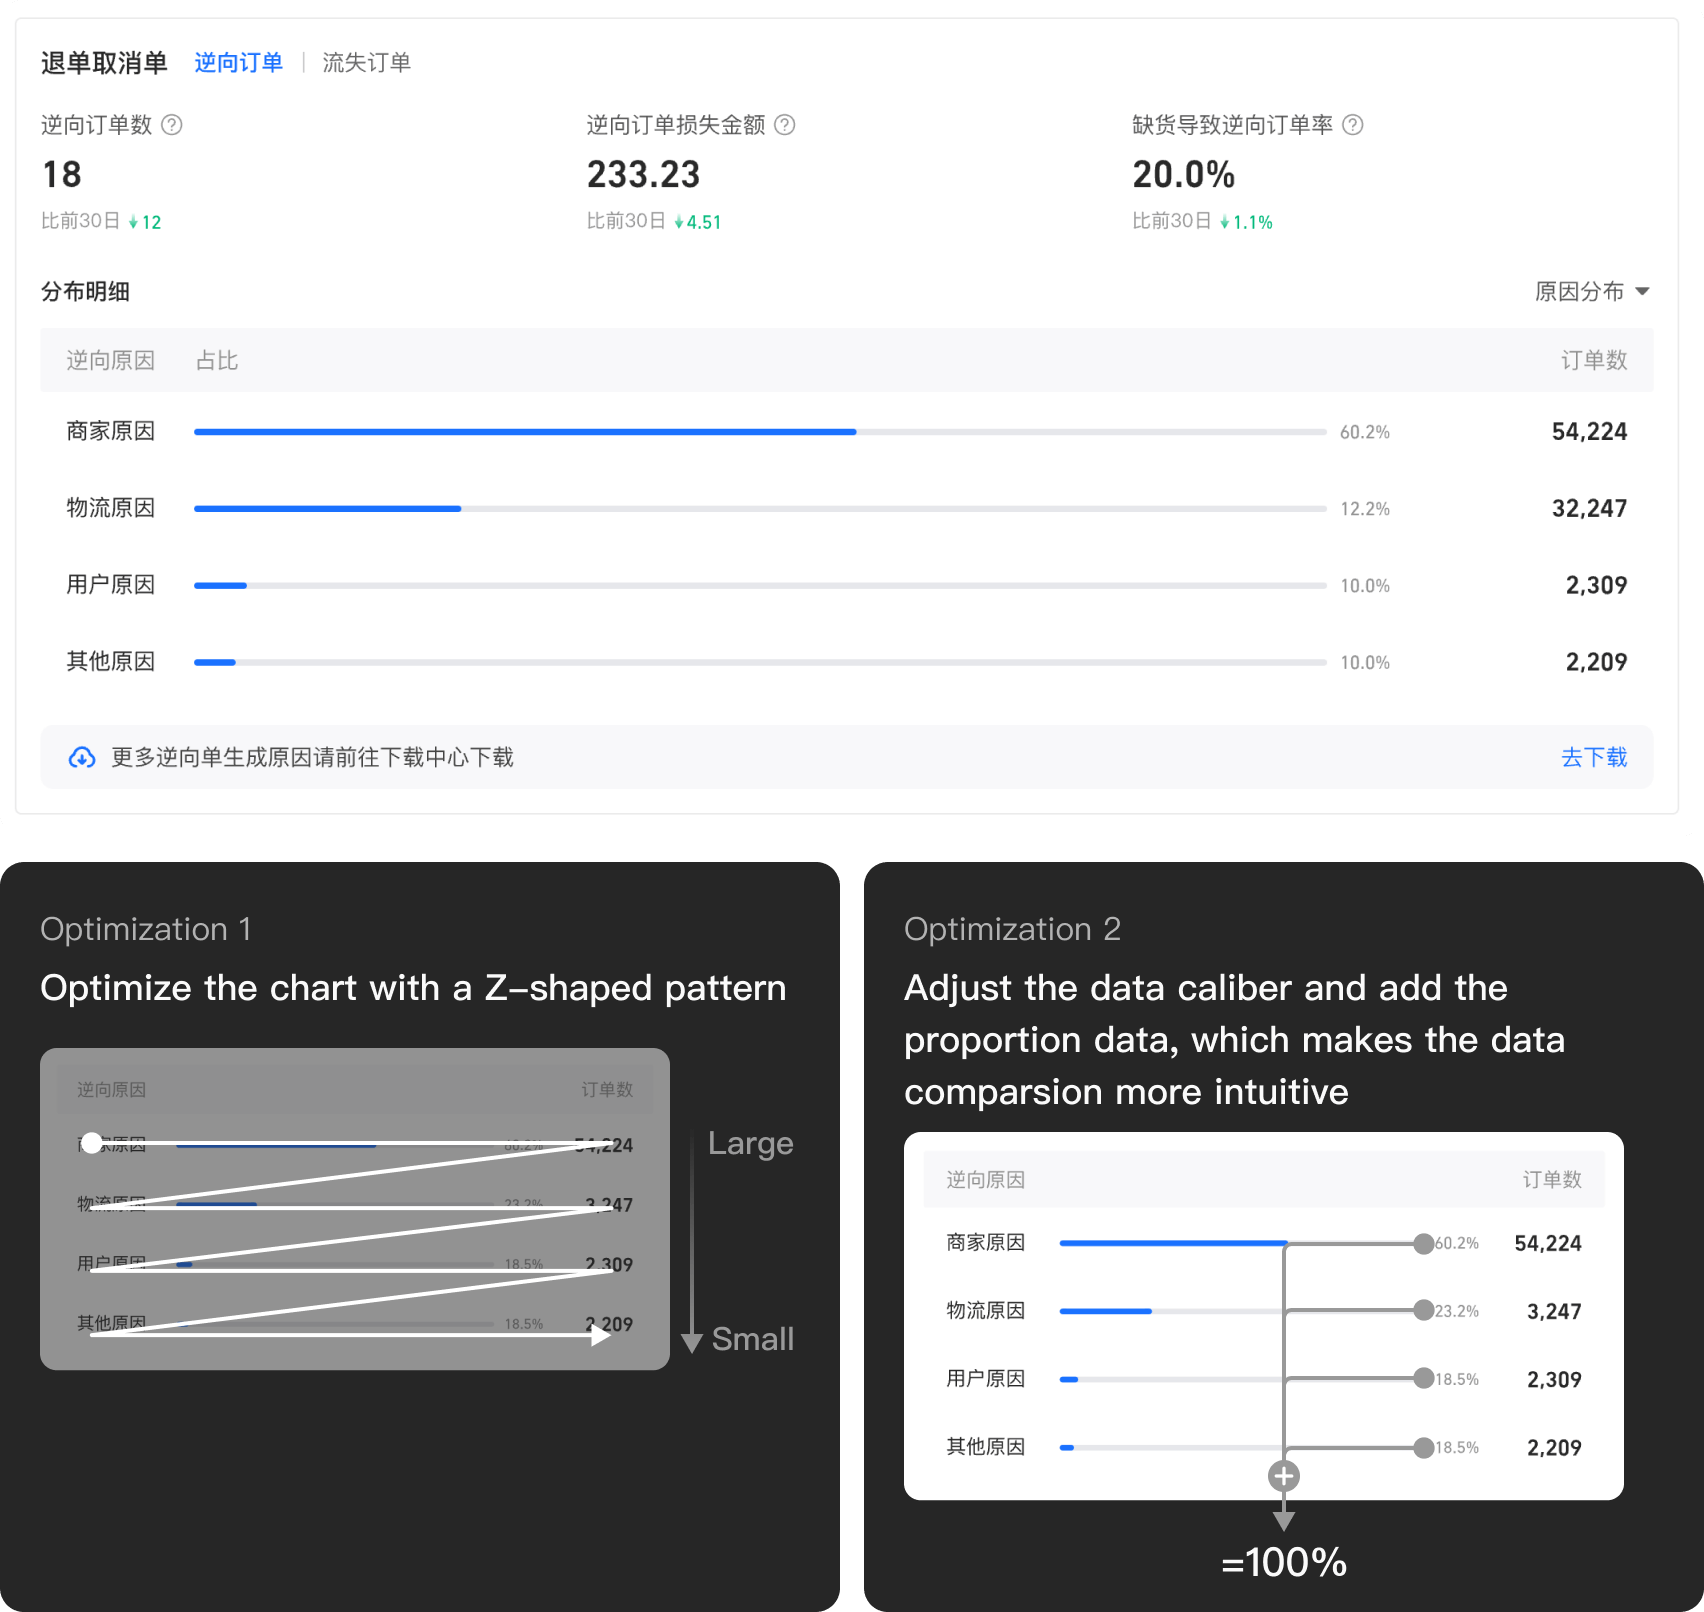 退单取消单 逆向订单 | 流失订单
逆向订单数 逆向订单损失金额 缺货导致逆向订单率
18 233.23 20.0%
比前30日 12 比前30日 4.51 比前30日 1.1%
分布明细 原因分布
逆向原因 占比 订单数
商家原因 60.2% 54,224
物流原因 12.2% 32,247
用户原因 10.0% 2,309
其他原因 10.0% 2,209
更多逆向单生成原因请前往下载中心下载 去下载
Optimization 1
Optimize the chart with a Z-shaped pattern
逆向原因 订单数
商家原因 60.2% 54,224
物流原因 23.2% 3,247
用户原因 18.5% 2,309
其他原因 18.5% 2,209
Large
Small
Optimization 2
Adjust the data caliber and add the
proportion data, which makes the data
comparsion more intuitive
逆向原因 订单数
商家原因 60.2% 54,224
物流原因 23.2% 3,247
用户原因 18.5% 2,309
其他原因 18.5% 2,209
=100%